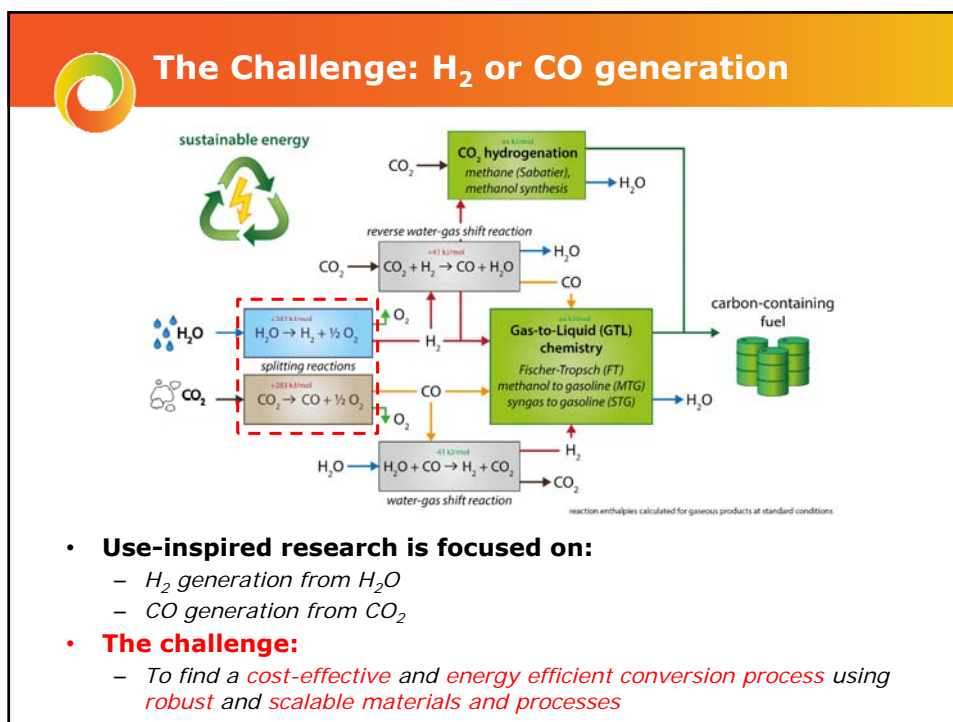 The Challenge: H₂ or CO generation
sustainable energy
CO₂
CO₂ hydrogenation
methane (Sabatier),
methanol synthesis
H₂O
reverse water-gas shift reaction
+41 kJ/mol
CO₂
CO₂ + H₂ → CO + H₂O
H₂O
CO
H₂O
H₂O → H₂ + ½ O₂
O₂
H₂
splitting reactions
CO₂
+283 kJ/mol
CO₂ → CO + ½ O₂
CO
O₂
Gas-to-Liquid (GTL)
chemistry
Fischer-Tropsch (FT)
methanol to gasoline (MTG)
syngas to gasoline (STG)
H₂O
carbon-containing
fuel
H₂O
-41 kJ/mol
H₂O + CO → H₂ + CO₂
H₂
CO₂
water-gas shift reaction
reaction enthalpies calculated for gaseous products at standard conditions
• Use-inspired research is focused on:
– H₂ generation from H₂O
– CO generation from CO₂
• The challenge:
– To find a cost-effective and energy efficient conversion process using
robust and scalable materials and processes